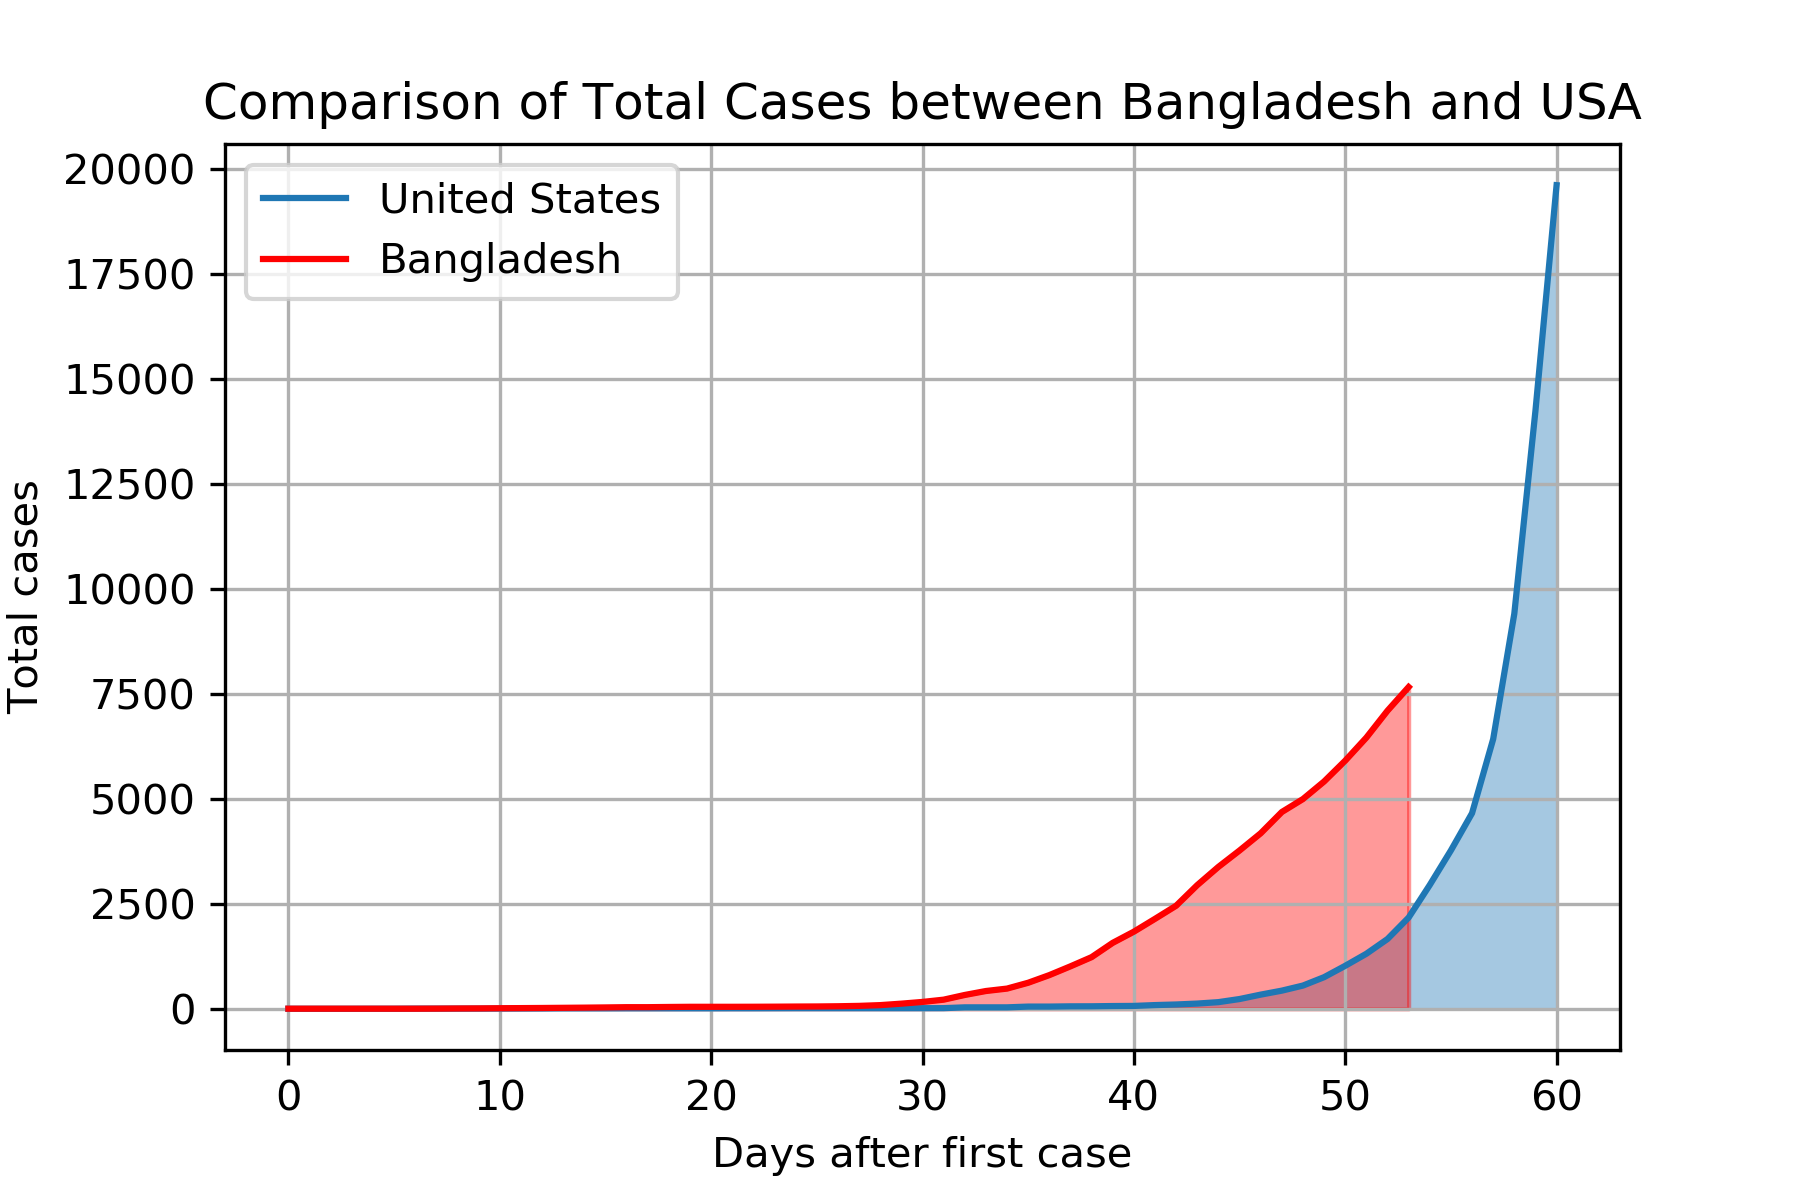 Comparison of Total Cases between Bangladesh and USA
United States
Bangladesh
20000
17500
15000
12500
10000
7500
5000
2500
0
Total cases
0 10 20 30 40 50 60
Days after first case